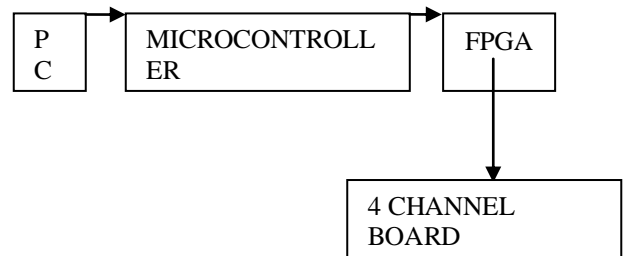 P
C
MICROCONTROLL
ER
FPGA
4 CHANNEL
BOARD